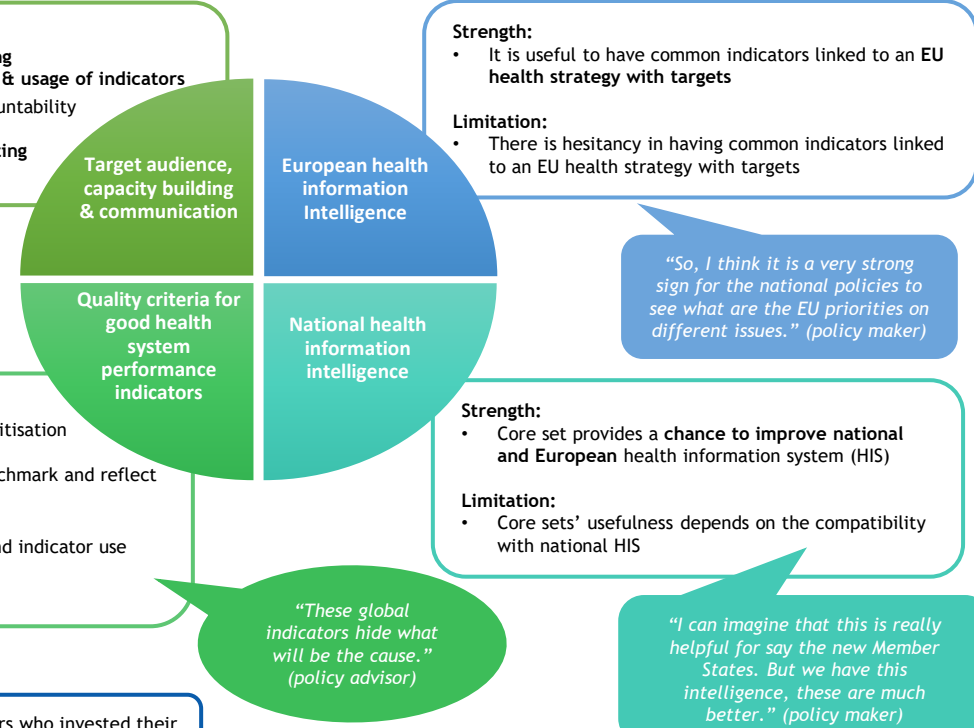 ng
& usage of indicators
untability
king
Target audience,
capacity building
& communication
European health
information
Intelligence
Strength:
• It is useful to have common indicators linked to an EU
health strategy with targets
Limitation:
• There is hesitancy in having common indicators linked
to an EU health strategy with targets
“So, I think it is a very strong
sign for the national policies to
see what are the EU priorities on
different issues.” (policy maker)
Quality criteria for
good health
system
performance
indicators
National health
information
intelligence
itisation
chmark and reflect
nd indicator use
Strength:
• Core set provides a chance to improve national
and European health information system (HIS)
Limitation:
• Core sets’ usefulness depends on the compatibility
with national HIS
“These global
indicators hide what
will be the cause.”
(policy advisor)
“I can imagine that this is really
helpful for say the new Member
States. But we have this
intelligence, these are much
better.” (policy maker)
rs who invested their